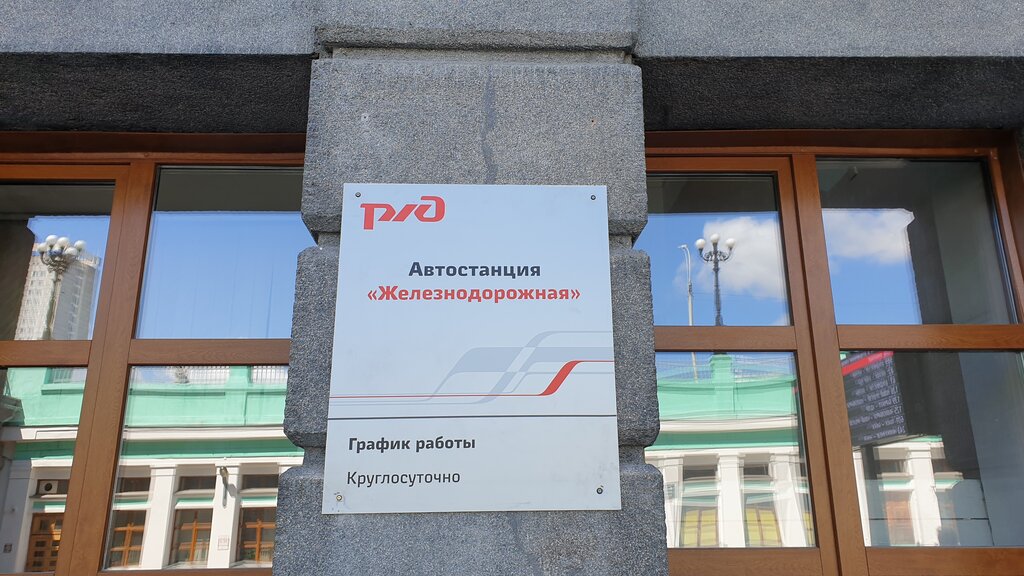 ржд
Автостанция
«Железнодорожная»
График работы
Круглосуточно